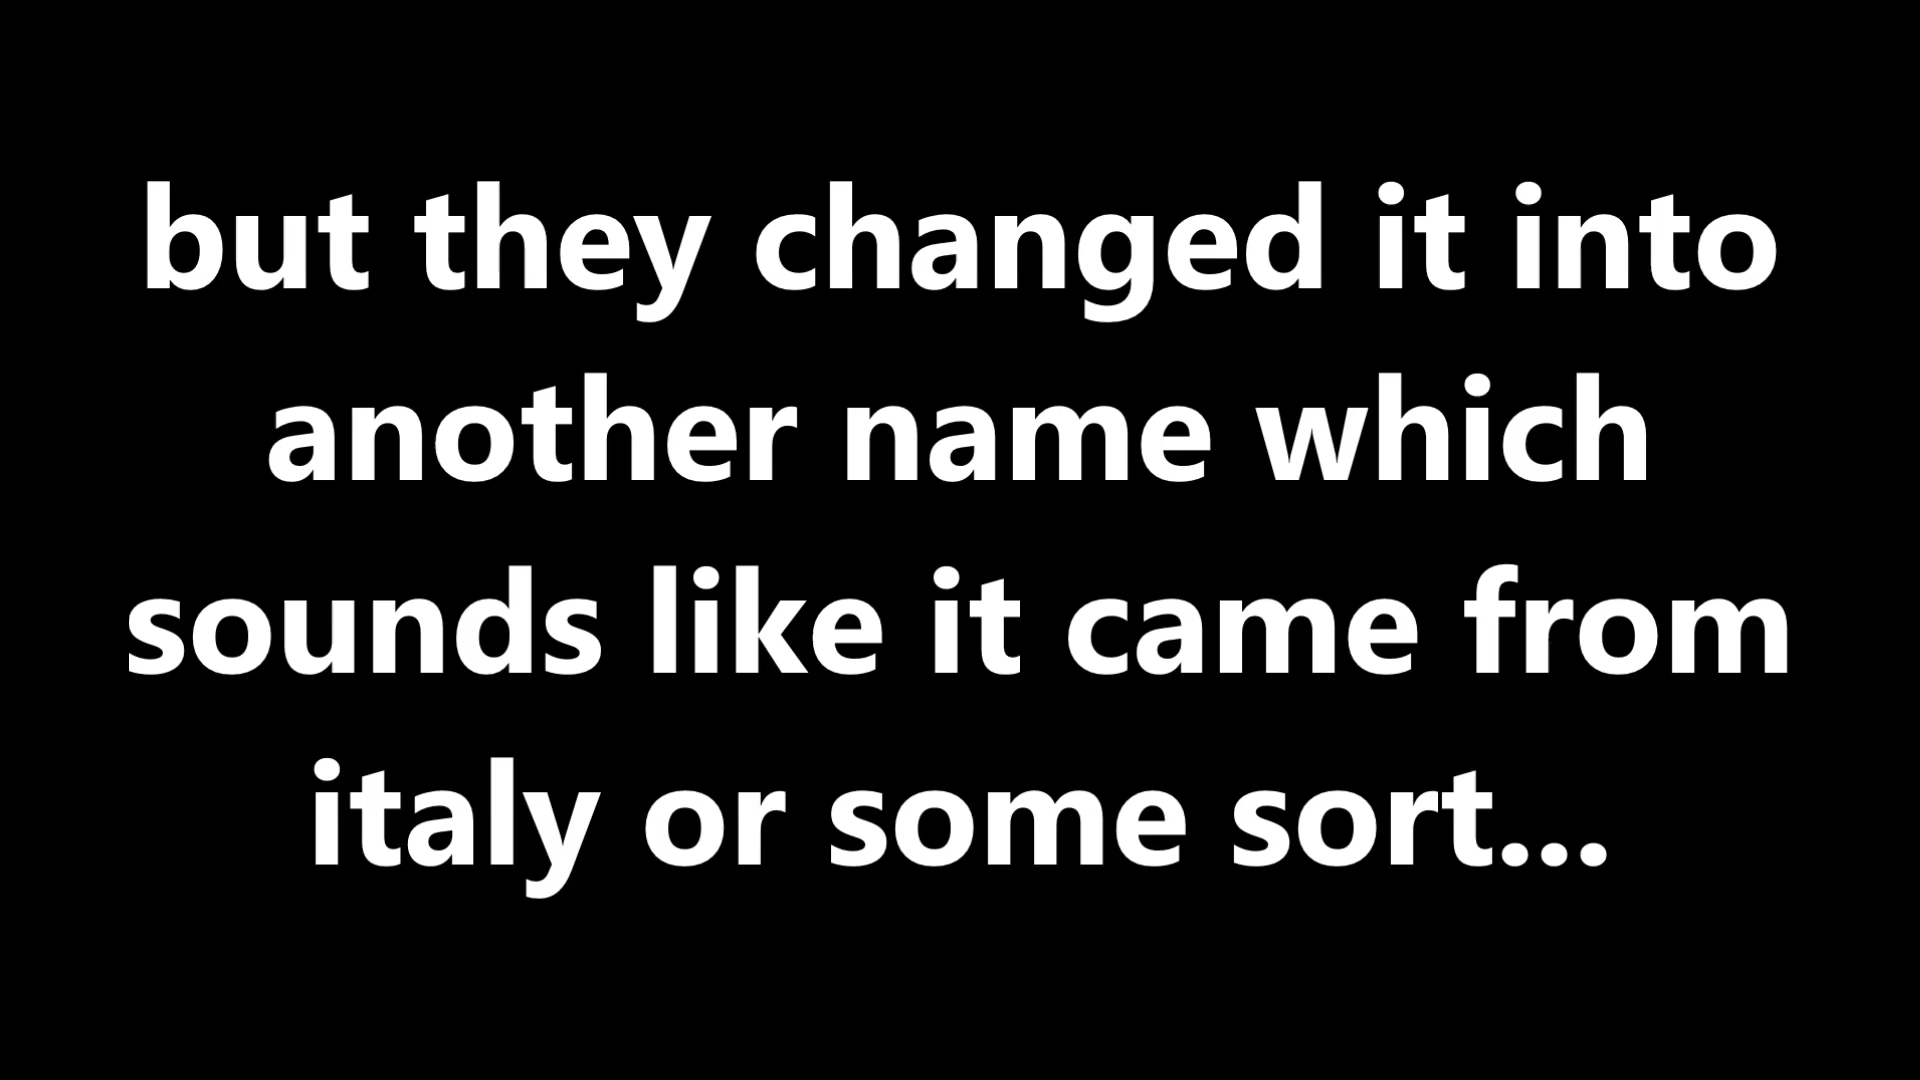 but they changed it into
another name which
sounds like it came from
italy or some sort...